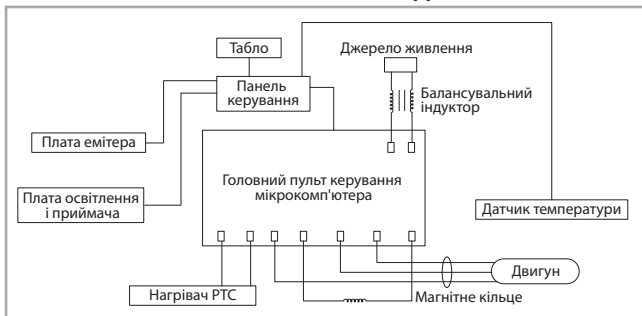 Табло
Джерело живлення
Панель
керування
Балансувальний
індуктор
Плата емітера
Головний пульт керування
мікрокомп'ютера
Плата освітлення
і приймача
Датчик температури
Двигун
Нагрівач PTC
Магнітне кільце